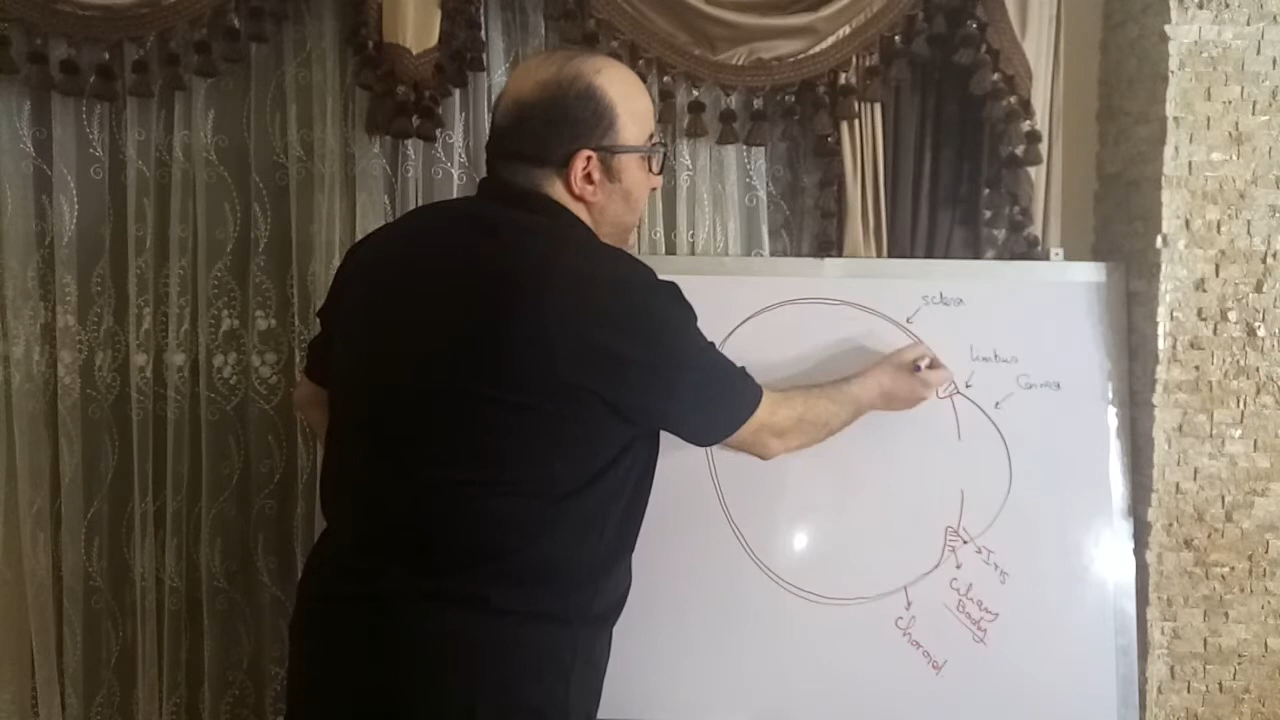 sclera
limbus
Cornea
Iris
Ciliary
Body
Choroid